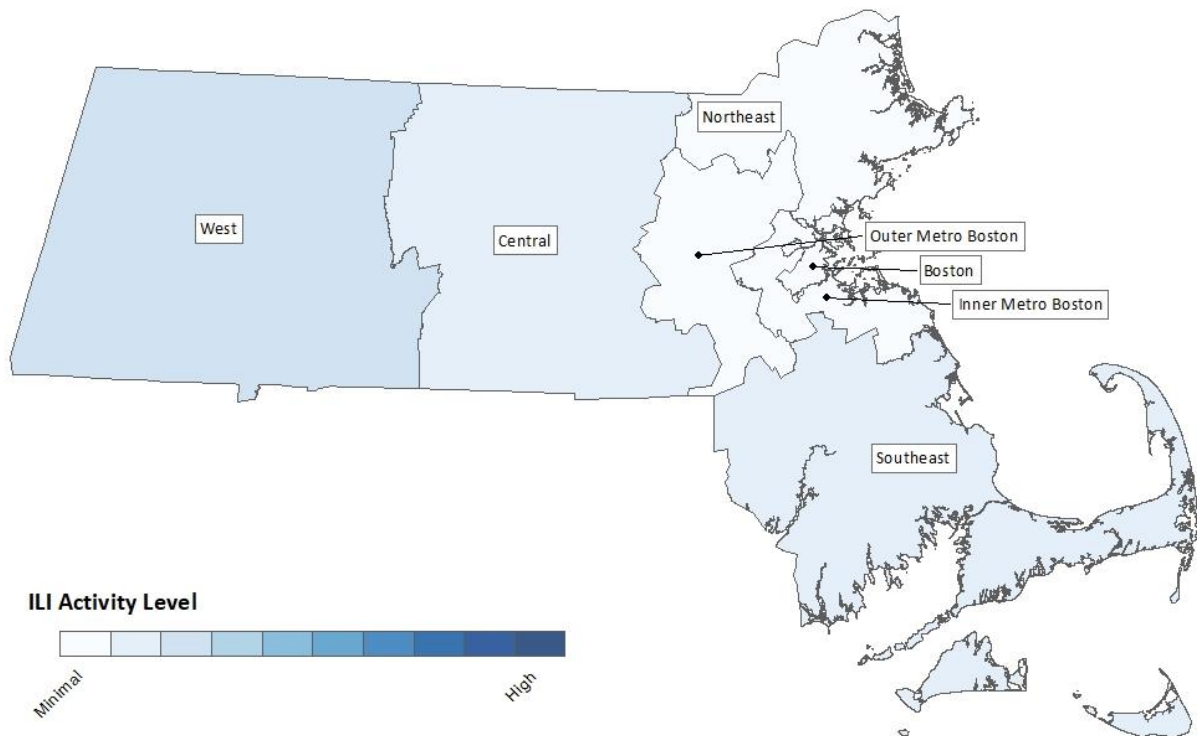 Northeast
West
Central
Outer Metro Boston
Boston
Inner Metro Boston
Southeast
ILI Activity Level
Minimal
High